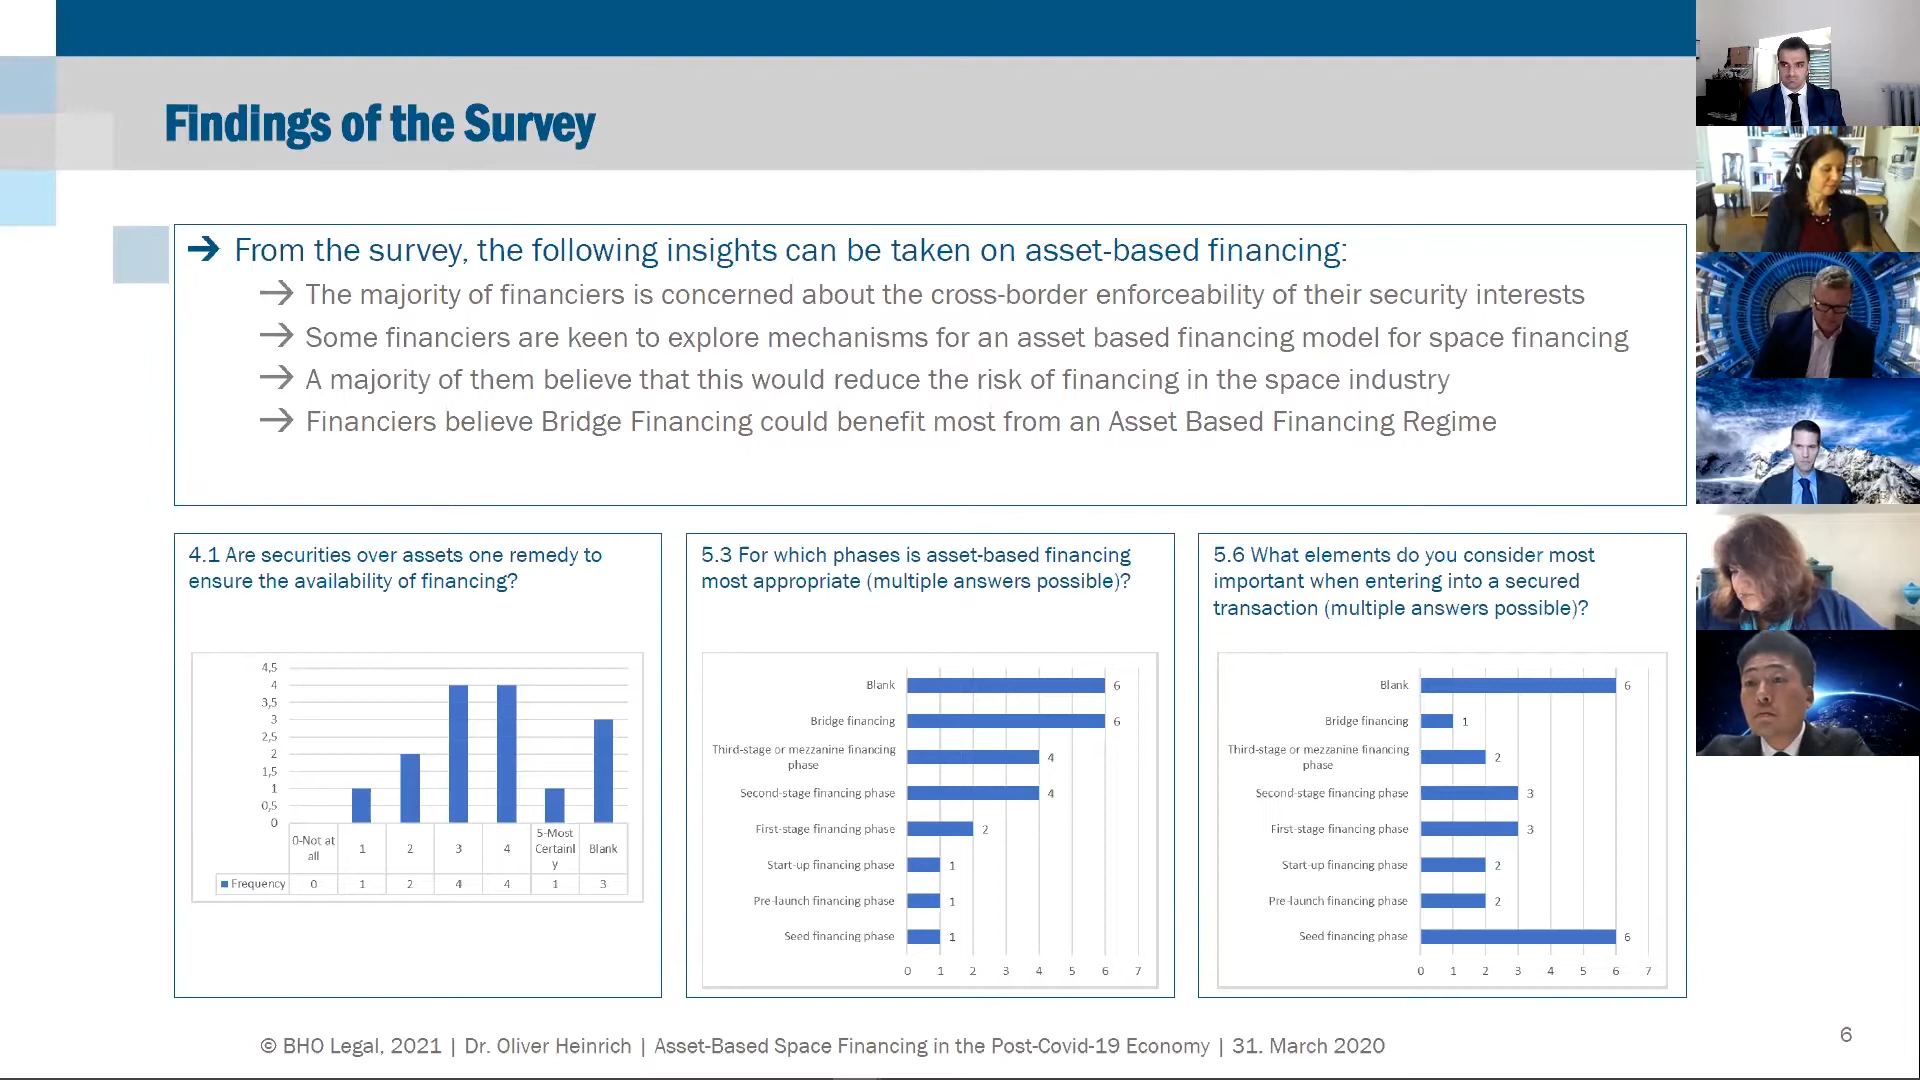 Findings of the Survey
→ From the survey, the following insights can be taken on asset-based financing:
→ The majority of financiers is concerned about the cross-border enforceability of their security interests
→ Some financiers are keen to explore mechanisms for an asset based financing model for space financing
→ A majority of them believe that this would reduce the risk of financing in the space industry
→ Financiers believe Bridge Financing could benefit most from an Asset Based Financing Regime
4.1 Are securities over assets one remedy to
ensure the availability of financing?
4,5
4
3,5
3
2,5
2
1,5
1
0,5
0
0-Not at all 1 2 3 4 5-Most Certainly Blank
Frequency 0 1 2 4 4 1 3
5.3 For which phases is asset-based financing
most appropriate (multiple answers possible)?
Blank 6
Bridge financing 6
Third-stage or mezzanine financing
phase 4
Second-stage financing phase 4
First-stage financing phase 2
Start-up financing phase 1
Pre-launch financing phase 1
Seed financing phase 1
0 1 2 3 4 5 6 7
5.6 What elements do you consider most
important when entering into a secured
transaction (multiple answers possible)?
Blank 6
Bridge financing 1
Third-stage or mezzanine financing
phase 2
Second-stage financing phase 3
First-stage financing phase 3
Start-up financing phase 2
Pre-launch financing phase 2
Seed financing phase 6
0 1 2 3 4 5 6 7
© BHO Legal, 2021 | Dr. Oliver Heinrich | Asset-Based Space Financing in the Post-Covid-19 Economy | 31. March 2020
6